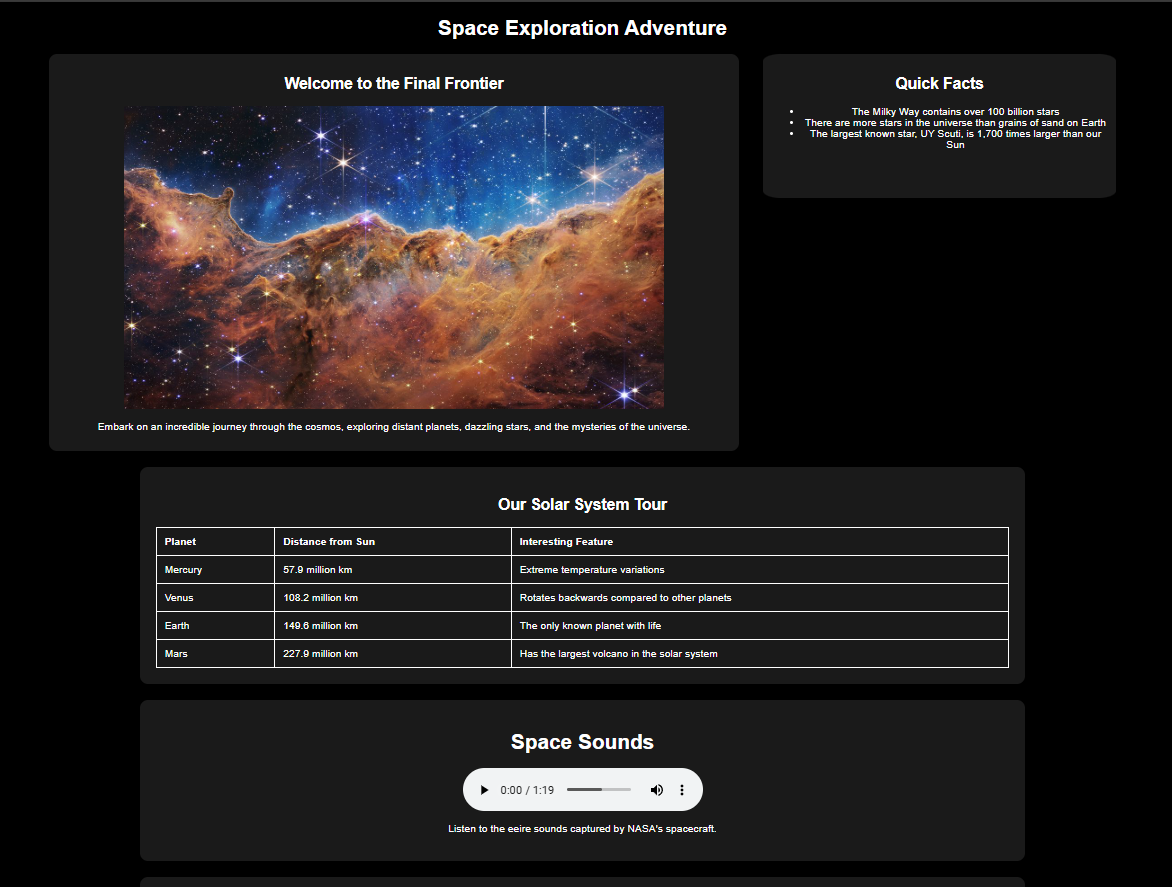 Space Exploration Adventure
Welcome to the Final Frontier
Embark on an incredible journey through the cosmos, exploring distant planets, dazzling stars, and the mysteries of the universe.
Quick Facts
• The Milky Way contains over 100 billion stars
• There are more stars in the universe than grains of sand on Earth
• The largest known star, UY Scuti, is 1,700 times larger than our
Sun
Our Solar System Tour
Planet Distance from Sun Interesting Feature
Mercury 57.9 million km Extreme temperature variations
Venus 108.2 million km Rotates backwards compared to other planets
Earth 149.6 million km The only known planet with life
Mars 227.9 million km Has the largest volcano in the solar system
Space Sounds
0:00 / 1:19
Listen to the eeire sounds captured by NASA's spacecraft.